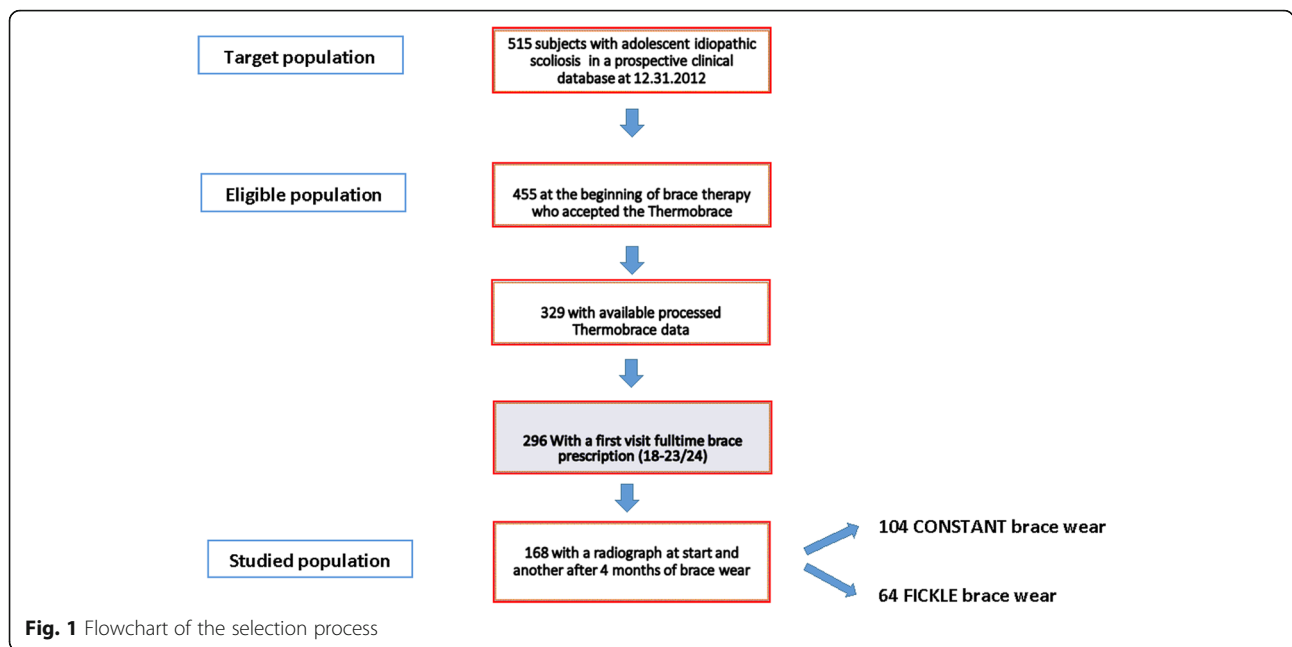 Target population
515 subjects with adolescent idiopathic
scoliosis in a prospective clinical
database at 12.31.2012
Eligible population
455 at the beginning of brace therapy
who accepted the Thermobrace
329 with available processed
Thermobrace data
296 With a first visit fulltime brace
prescription (18-23/24)
Studied population
168 with a radiograph at start and
another after 4 months of brace wear
104 CONSTANT brace wear
64 FICKLE brace wear
Fig. 1 Flowchart of the selection process